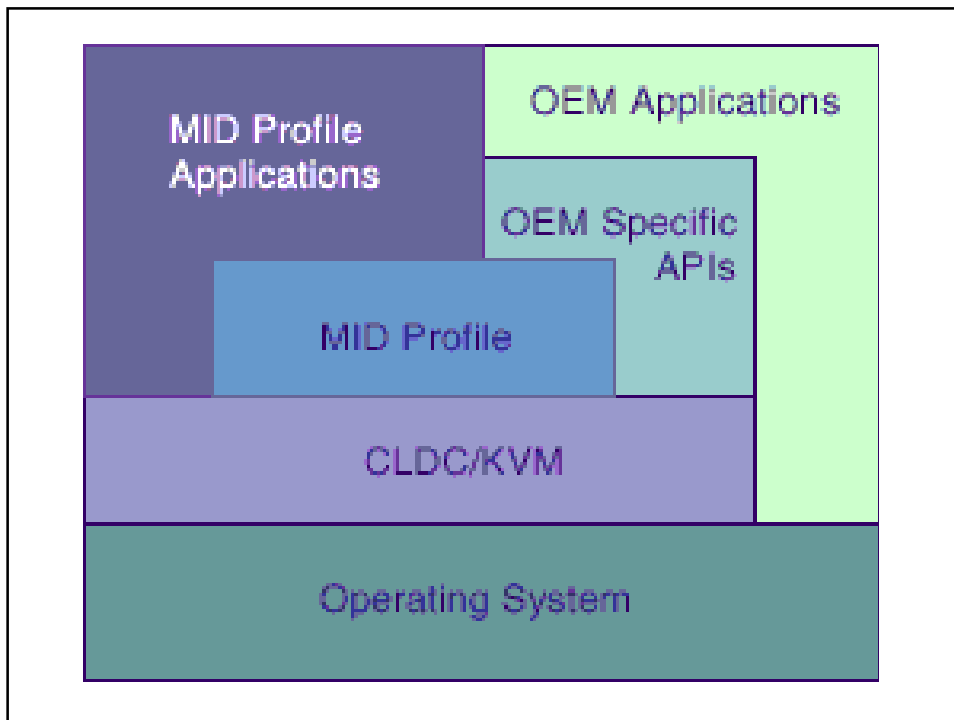 MID Profile
Applications
OEM Applications
OEM Specific
APIs
MID Profile
CLDC/KVM
Operating System